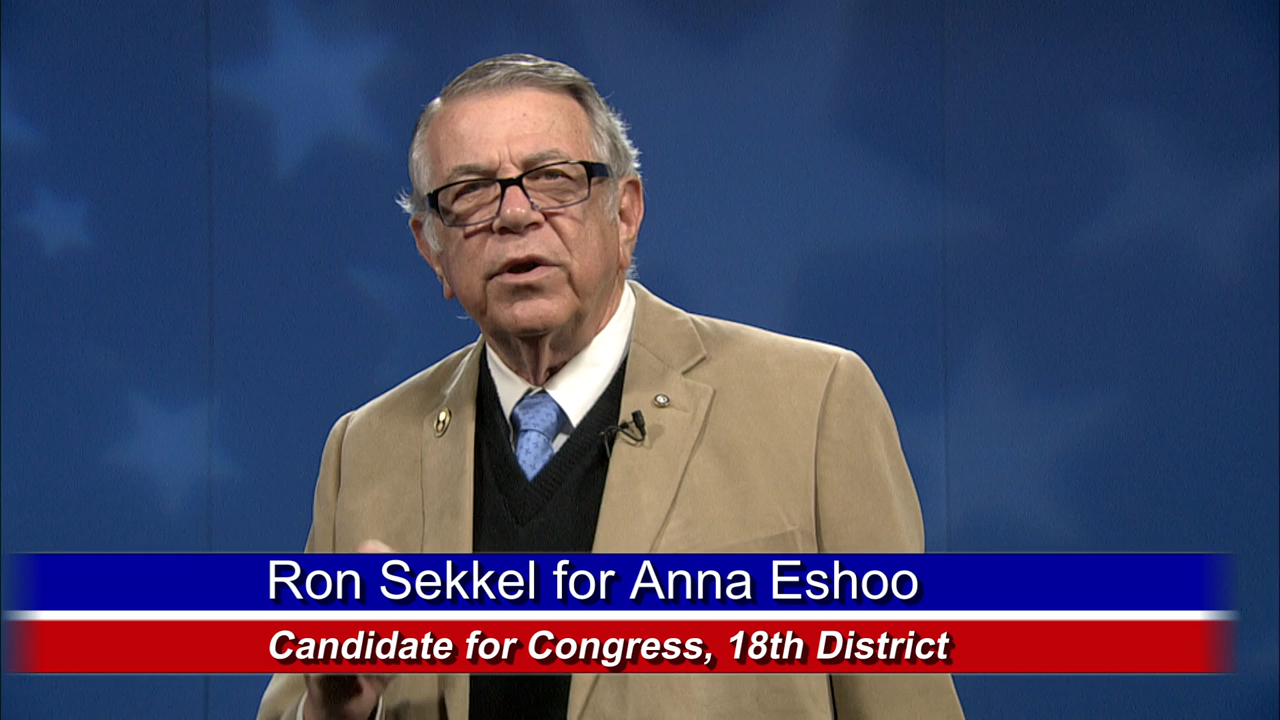 Ron Sekkel for Anna Eshoo
Candidate for Congress, 18th District